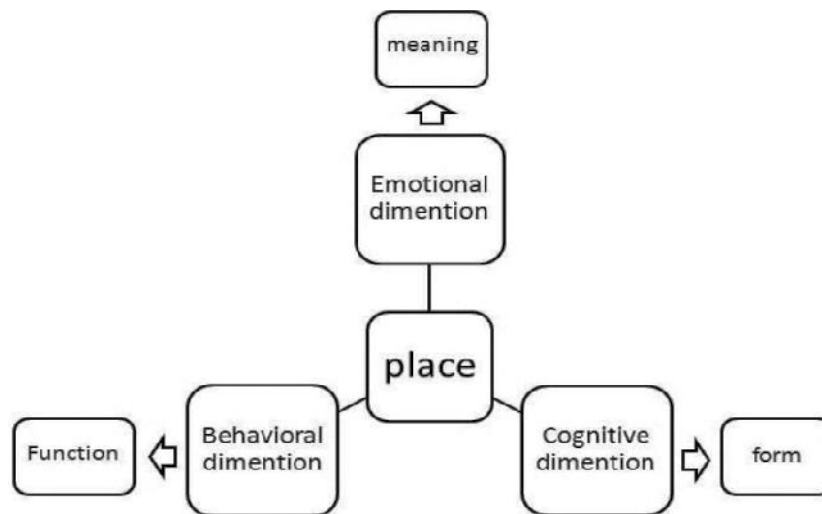 meaning
Emotional
dimention
place
Function
Behavioral
dimention
Cognitive
dimention
form